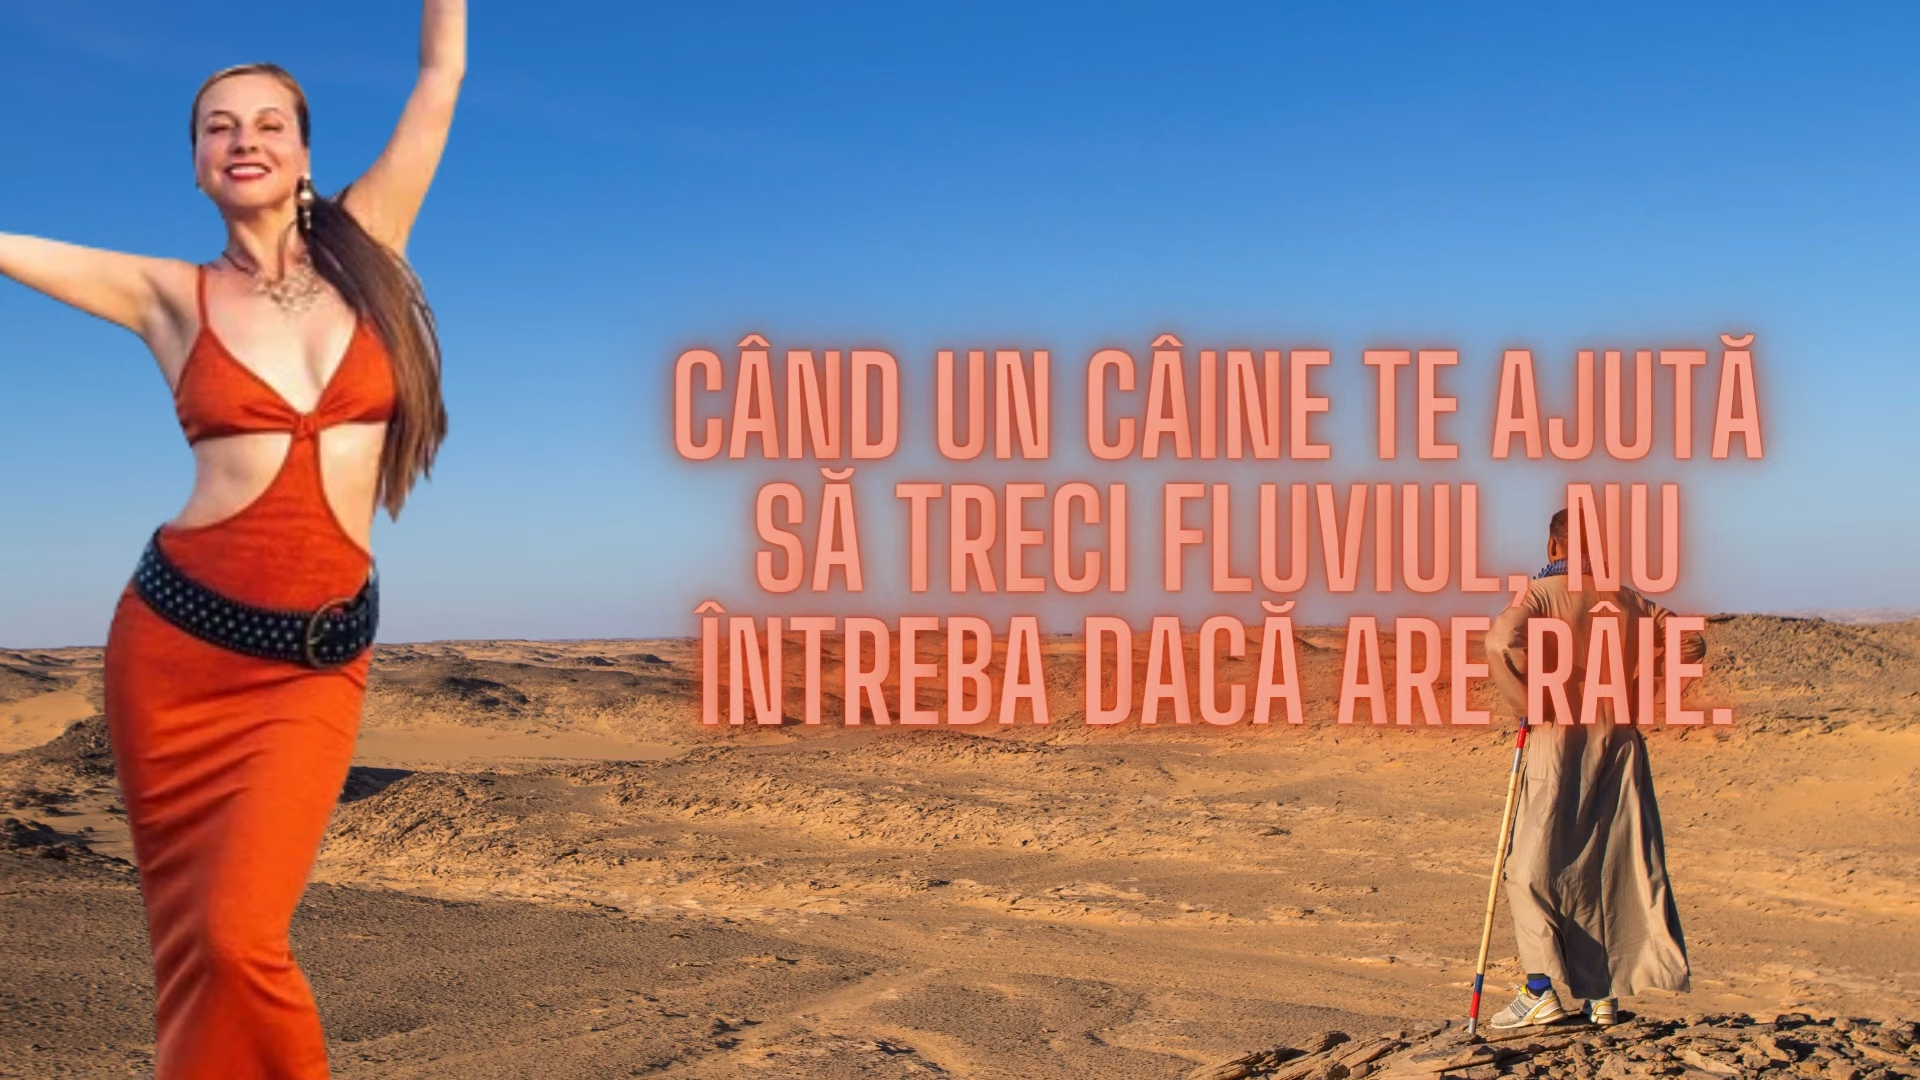 CÂND UN CÂINE TE AJUTĂ
SĂ TRECI FLUVIUL, NU
ÎNTREBA DACĂ ARE RÂIE.